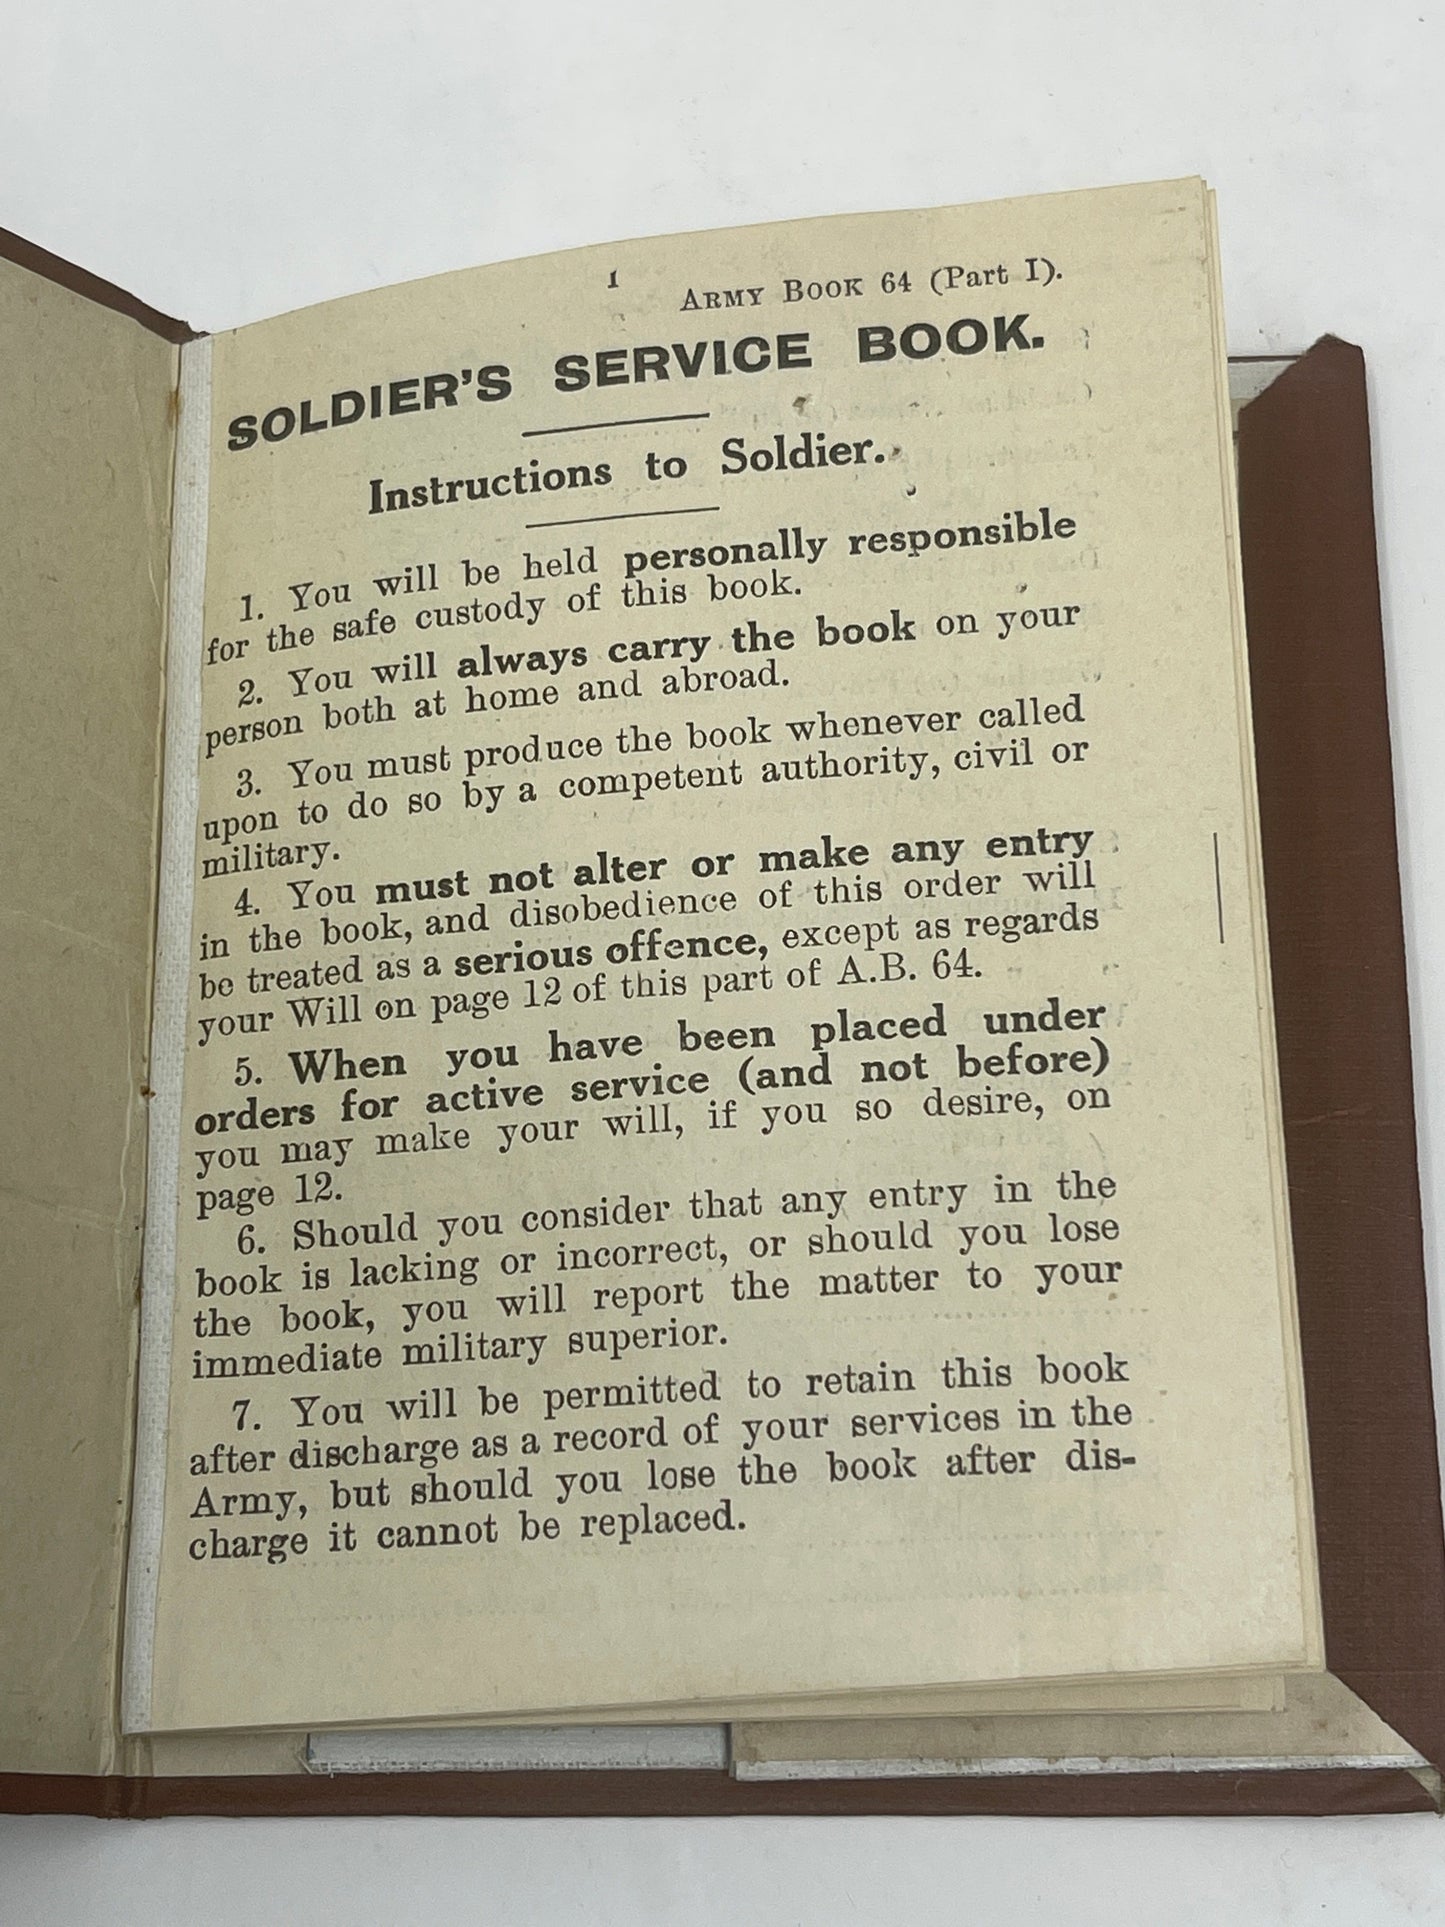 1
ARMY BOOK 64 (Part I).
SOLDIER'S SERVICE BOOK.
Instructions to Soldier.
1. You will be held personally responsible
for the safe custody of this book.
2. You will always carry the book on your
person both at home and abroad.
3. You must produce the book whenever called
upon to do so by a competent authority, civil or
military.
4. You must not alter or make any entry
in the book, and disobedience of this order will
be treated as a serious offence, except as regards
your Will on page 12 of this part of A.B. 64.
5. When you have been placed under
orders for active service (and not before)
you may make your will, if you so desire, on
page 12.
6. Should you consider that any entry in the
book is lacking or incorrect, or should you lose
the book, you will report the matter to your
immediate military superior.
7. You will be permitted to retain this book
after discharge as a record of your services in the
Army, but should you lose the book after dis-
charge it cannot be replaced.